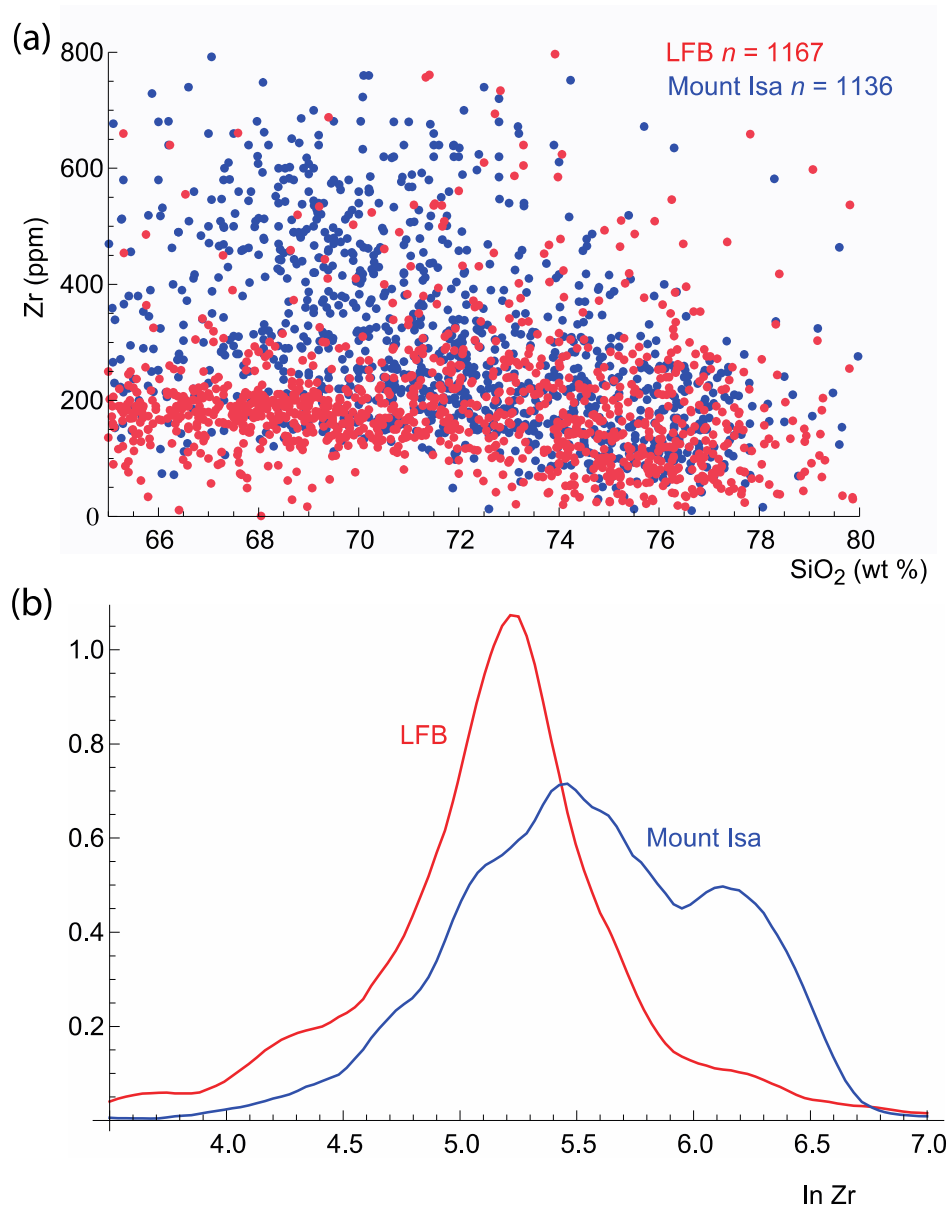 (a)
800
LFB n = 1167
Mount Isa n = 1136
600
Zr (ppm)
400
200
0
66 68 70 72 74 76 78 80
SiO2 (wt %)
(b)
1.0
LFB
0.8
Mount Isa
0.6
0.4
0.2
4.0 4.5 5.0 5.5 6.0 6.5 7.0
In Zr